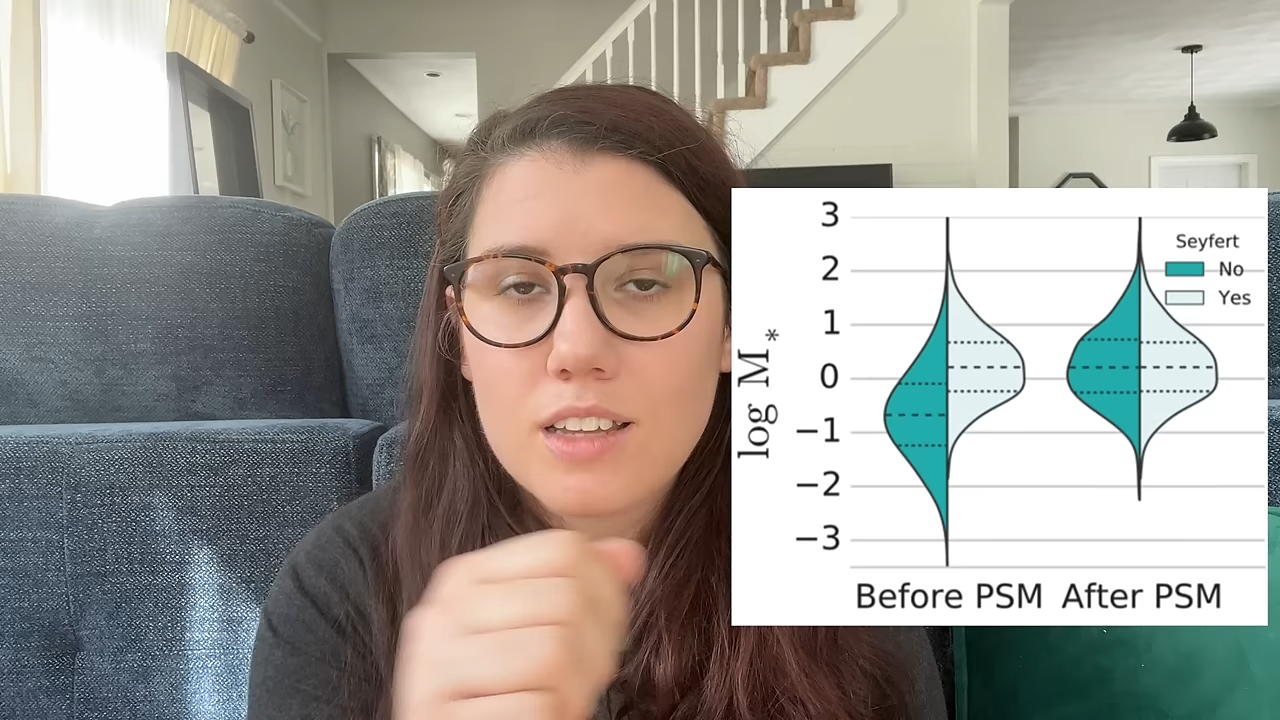 3
2
1
0
−1
−2
−3
log M*
Seyfert
No
Yes
Before PSM After PSM